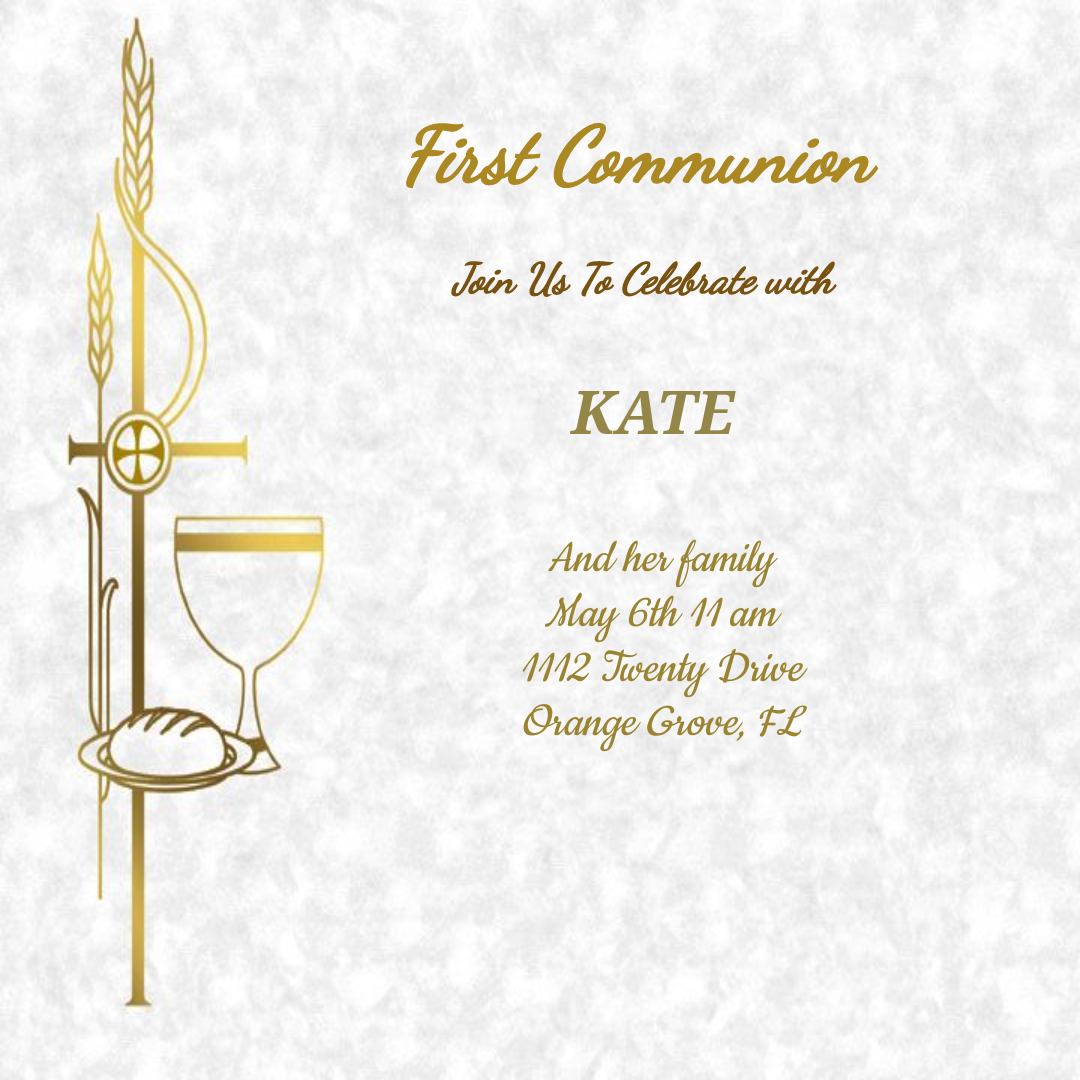 First Communion
Join Us To Celebrate with
KATE
And her family
May 6th 11 am
1112 Twenty Drive
Orange Grove, FL